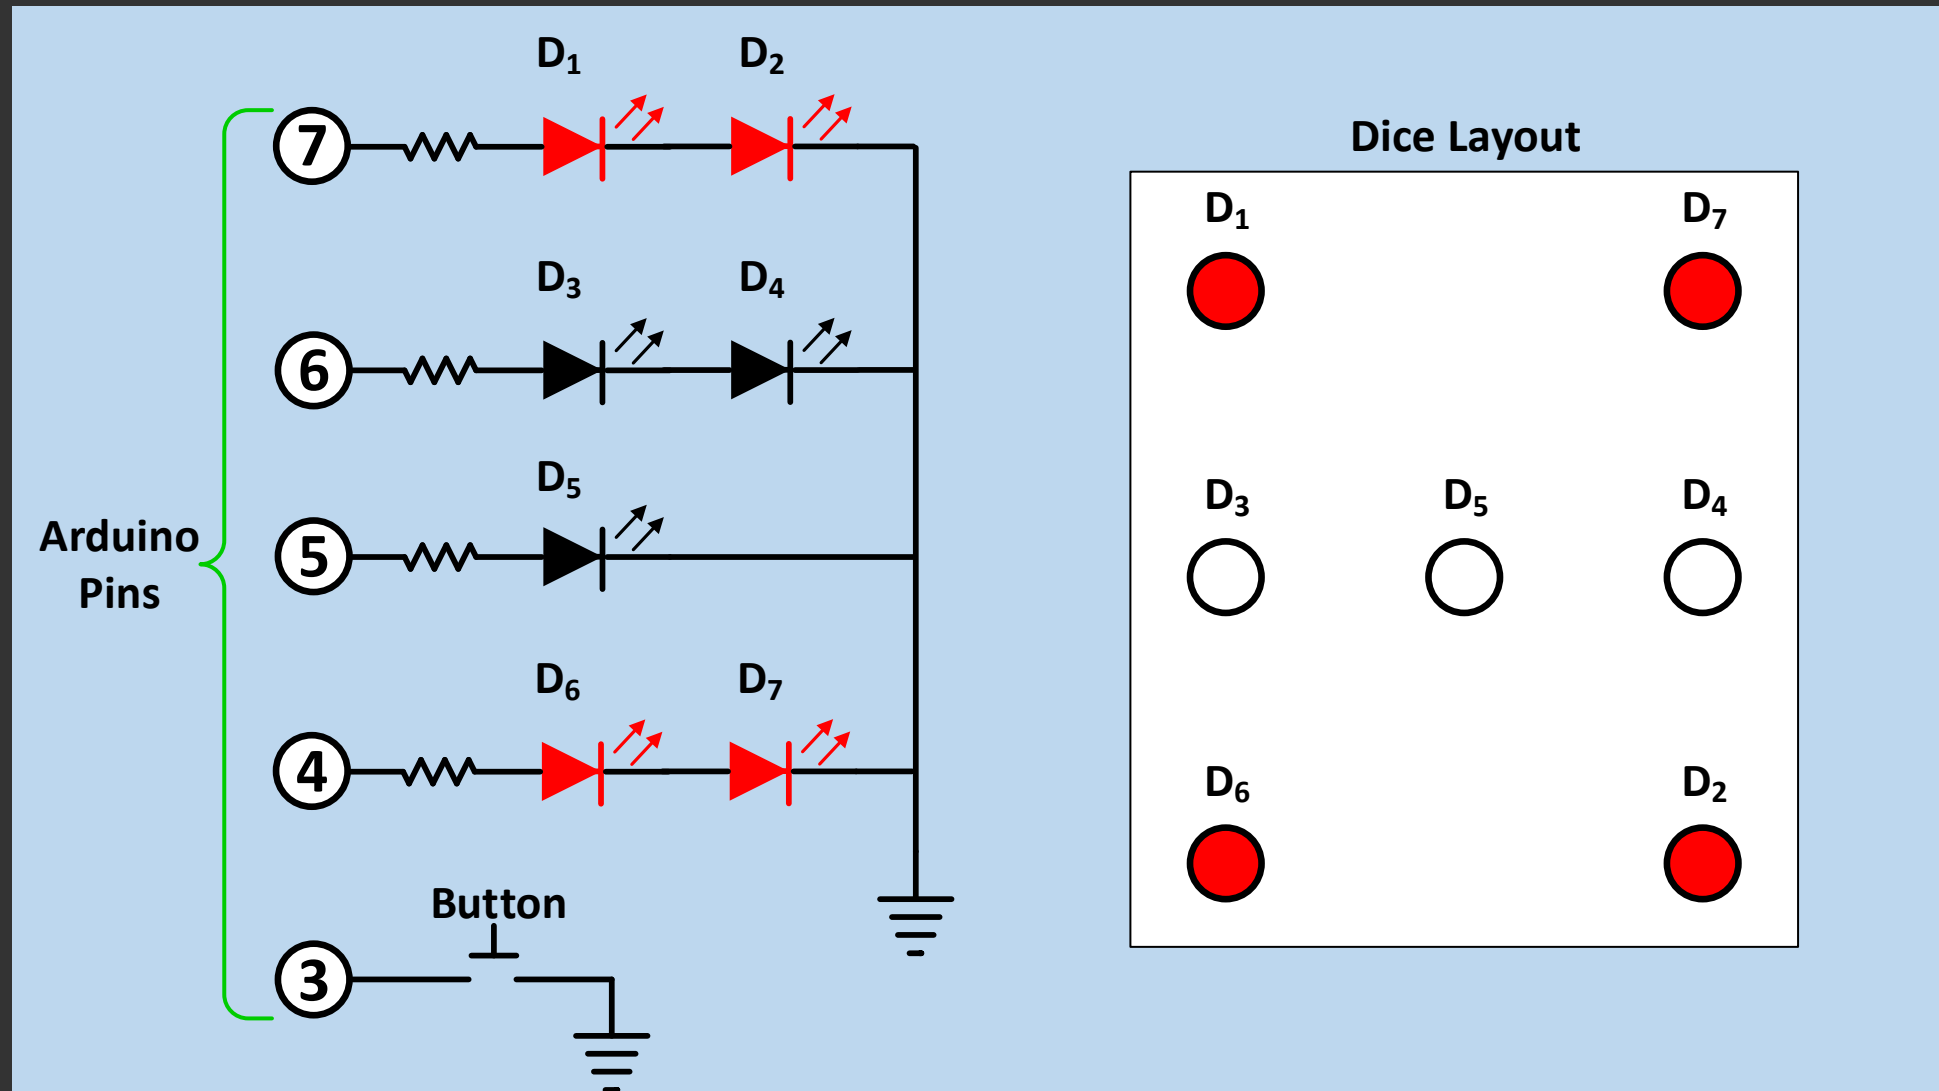 D₁ D₂
7
D₃ D₄
6
D₅
5
Arduino
Pins
D₆ D₇
4
Button
3
Dice Layout
D₁ D₇
D₃ D₅ D₄
D₆ D₂